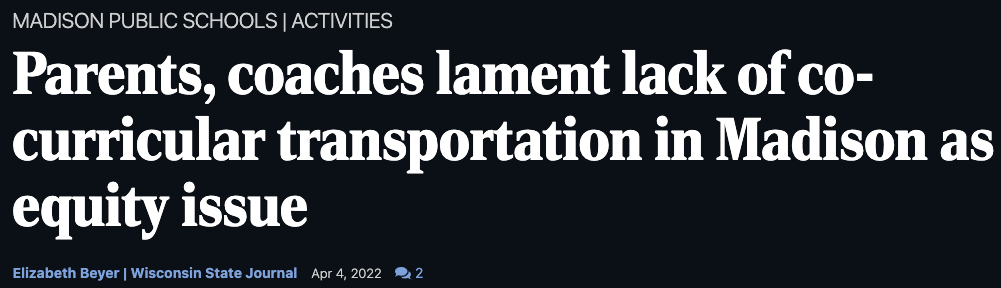 MADISON PUBLIC SCHOOLS | ACTIVITIES
Parents, coaches lament lack of co-
curricular transportation in Madison as
equity issue
Elizabeth Beyer | Wisconsin State Journal Apr 4, 2022 2